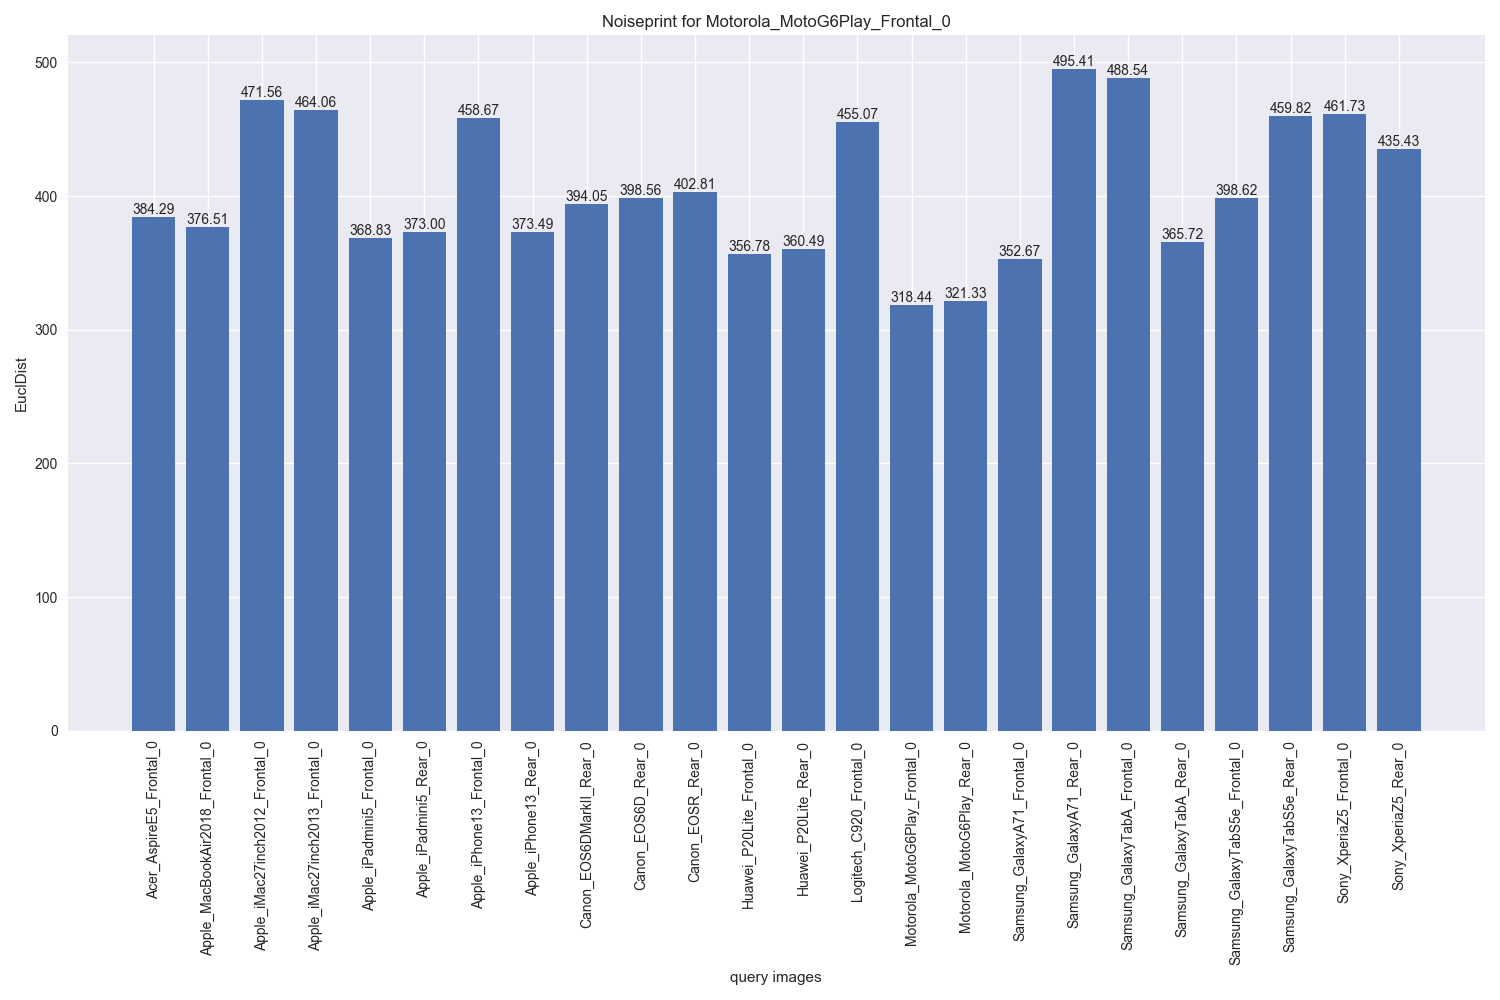 Noiseprint for Motorola_MotoG6Play_Frontal_0
EuclDist
500
400
300
200
100
0
384.29
376.51
471.56
464.06
368.83
373.00
458.67
373.49
394.05
398.56
402.81
356.78
360.49
455.07
318.44
321.33
352.67
495.41
488.54
365.72
398.62
459.82
461.73
435.43
Acer_AspireE5_Frontal_0
Apple_MacBookAir2018_Frontal_0
Apple_iMac27inch2012_Frontal_0
Apple_iMac27inch2013_Frontal_0
Apple_iPadmini5_Frontal_0
Apple_iPadmini5_Rear_0
Apple_iPhone13_Frontal_0
Apple_iPhone13_Rear_0
Canon_EOS6DMarkII_Rear_0
Canon_EOS6D_Rear_0
Canon_EOSR_Rear_0
Huawei_P20Lite_Frontal_0
Huawei_P20Lite_Rear_0
Logitech_C920_Frontal_0
Motorola_MotoG6Play_Frontal_0
Motorola_MotoG6Play_Rear_0
Samsung_GalaxyA71_Frontal_0
Samsung_GalaxyA71_Rear_0
Samsung_GalaxyTabA_Frontal_0
Samsung_GalaxyTabA_Rear_0
Samsung_GalaxyTabS5e_Frontal_0
Samsung_GalaxyTabS5e_Rear_0
Sony_XperiaZ5_Frontal_0
Sony_XperiaZ5_Rear_0
query images